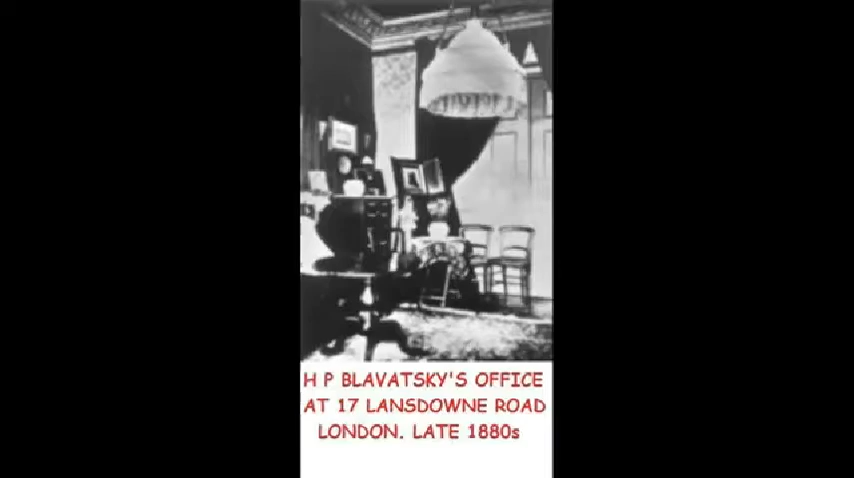 H P BLAVATSKY'S OFFICE
AT 17 LANSDOWNE ROAD
LONDON. LATE 1880s